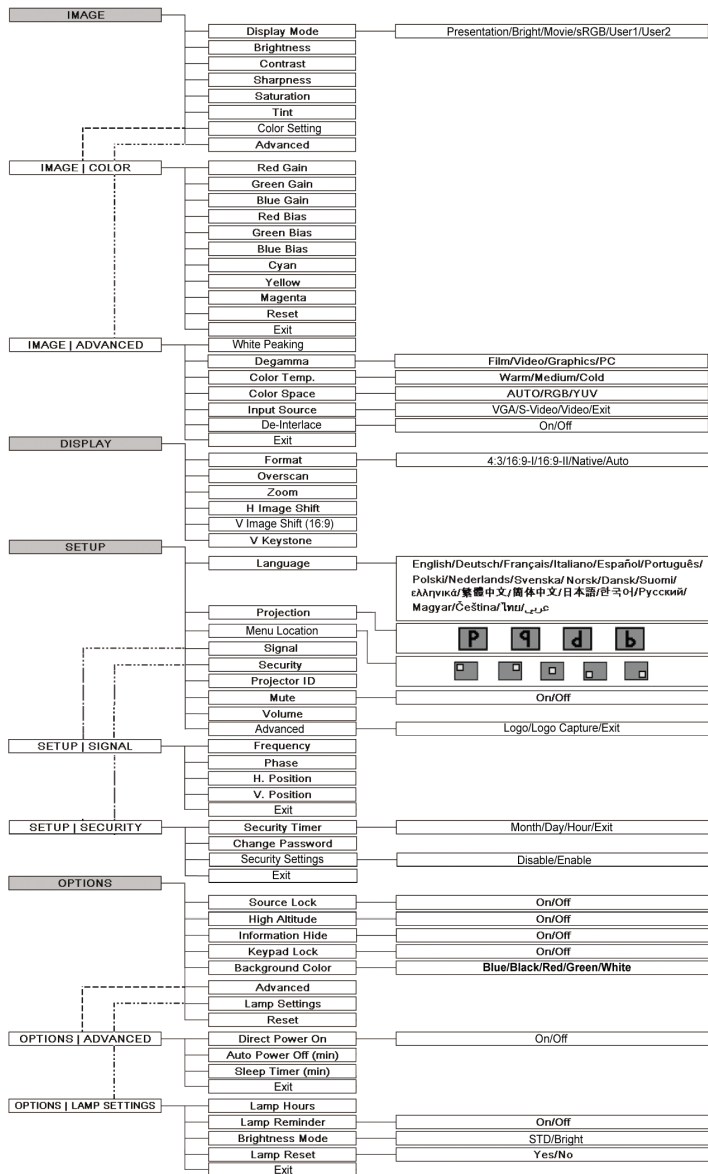 IMAGE
Display Mode Presentation/Bright/Movie/sRGB/User1/User2
Brightness
Contrast
Sharpness
Saturation
Tint
Color Setting
Advanced
IMAGE | COLOR Red Gain
Green Gain
Blue Gain
Red Bias
Green Bias
Blue Bias
Cyan
Yellow
Magenta
Reset
Exit
IMAGE | ADVANCED White Peaking
Degamma Film/Video/Graphics/PC
Color Temp. Warm/Medium/Cold
Color Space AUTO/RGB/YUV
Input Source VGA/S-Video/Video/Exit
De-Interlace On/Off
Exit
DISPLAY
Format 4:3/16:9-I/16:9-II/Native/Auto
Overscan
Zoom
H Image Shift
V Image Shift (16:9)
V Keystone
SETUP
Language English/Deutsch/Français/Italiano/Español/Português/
Polski/Nederlands/Svenska/ Norsk/Dansk/Suomi/
ελληνικά/繁體中文/简体中文/日本語/한국어/Русский/
Magyar/Čeština/ไทย/عربي
Projection
Menu Location
Signal
Security
Projector ID
Mute On/Off
Volume
Advanced Logo/Logo Capture/Exit
SETUP | SIGNAL Frequency
Phase
H. Position
V. Position
Exit
SETUP | SECURITY Security Timer Month/Day/Hour/Exit
Change Password
Security Settings Disable/Enable
Exit
OPTIONS
Source Lock On/Off
High Altitude On/Off
Information Hide On/Off
Keypad Lock On/Off
Background Color Blue/Black/Red/Green/White
Advanced
Lamp Settings
Reset
OPTIONS | ADVANCED Direct Power On On/Off
Auto Power Off (min)
Sleep Timer (min)
Exit
OPTIONS | LAMP SETTINGS Lamp Hours
Lamp Reminder On/Off
Brightness Mode STD/Bright
Lamp Reset Yes/No
Exit